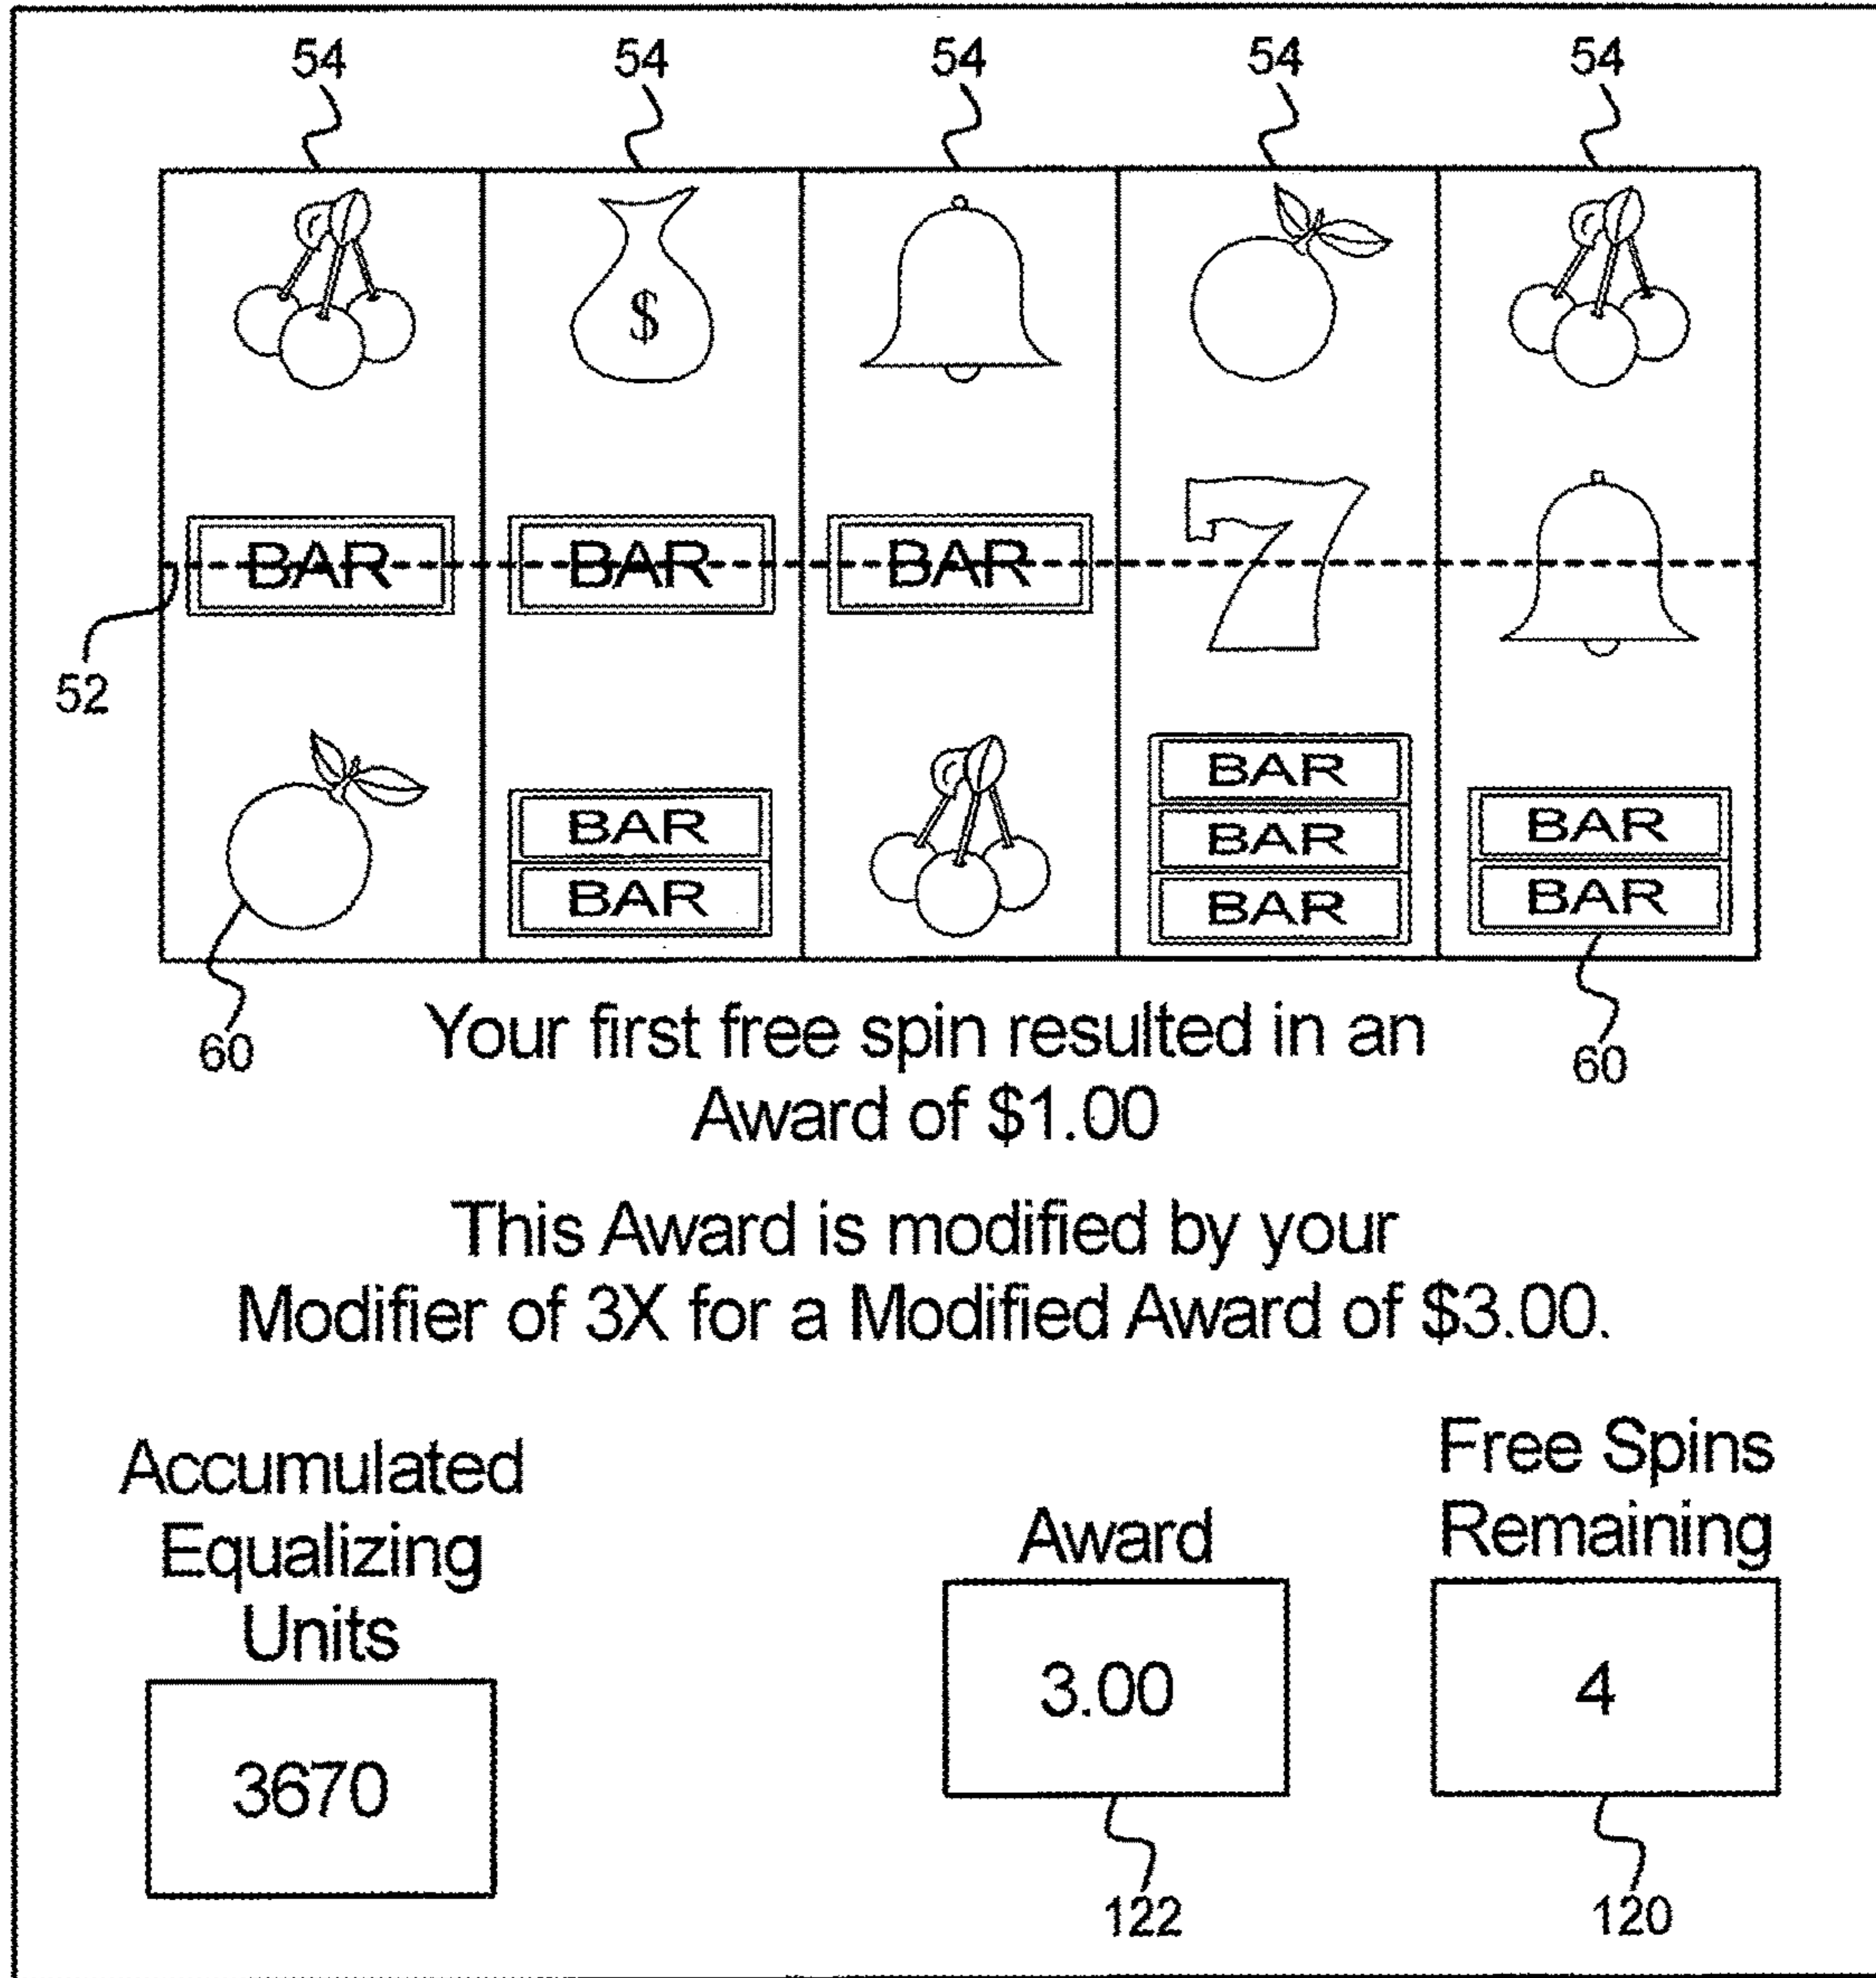 54 54 54 54 54
$
BAR BAR BAR
52
BAR
BAR BAR BAR
BAR BAR BAR
BAR
60 60
Your first free spin resulted in an
Award of $1.00
This Award is modified by your
Modifier of 3X for a Modified Award of $3.00.
Accumulated
Equalizing
Units
3670
Award
3.00
122
Free Spins
Remaining
4
120